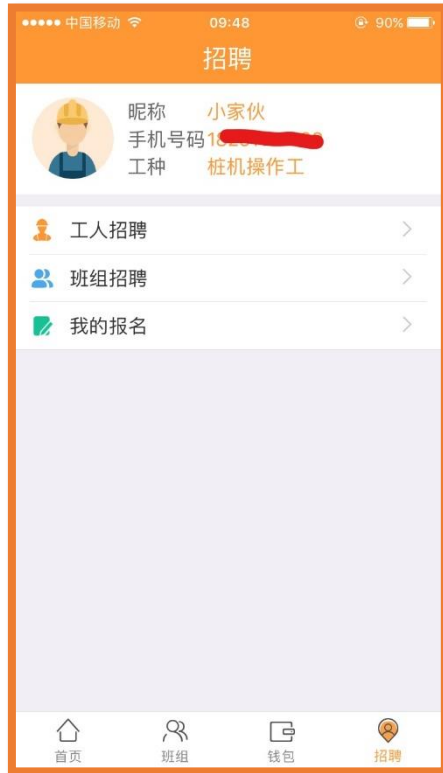 中国移动 09:48 90%
招聘
昵称 小家伙
手机号码
工种 桩机操作工
工人招聘
班组招聘
我的报名
首页 班组 钱包 招聘